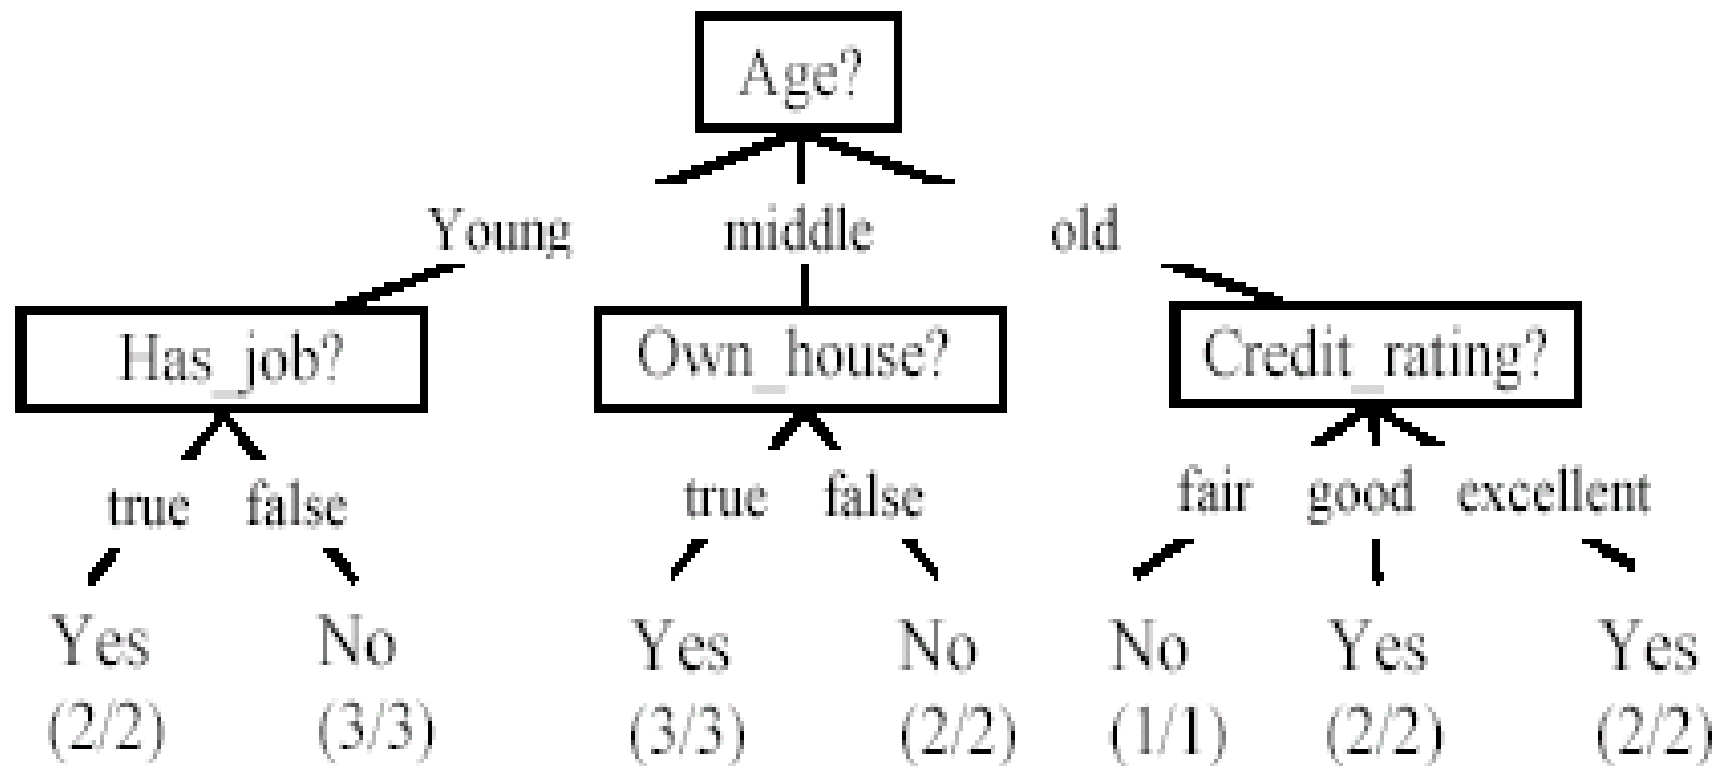 Age?
Young middle old
Has_job? Own_house? Credit_rating?
true false true false fair good excellent
Yes No Yes No No Yes Yes
(2/2) (3/3) (3/3) (2/2) (1/1) (2/2) (2/2)